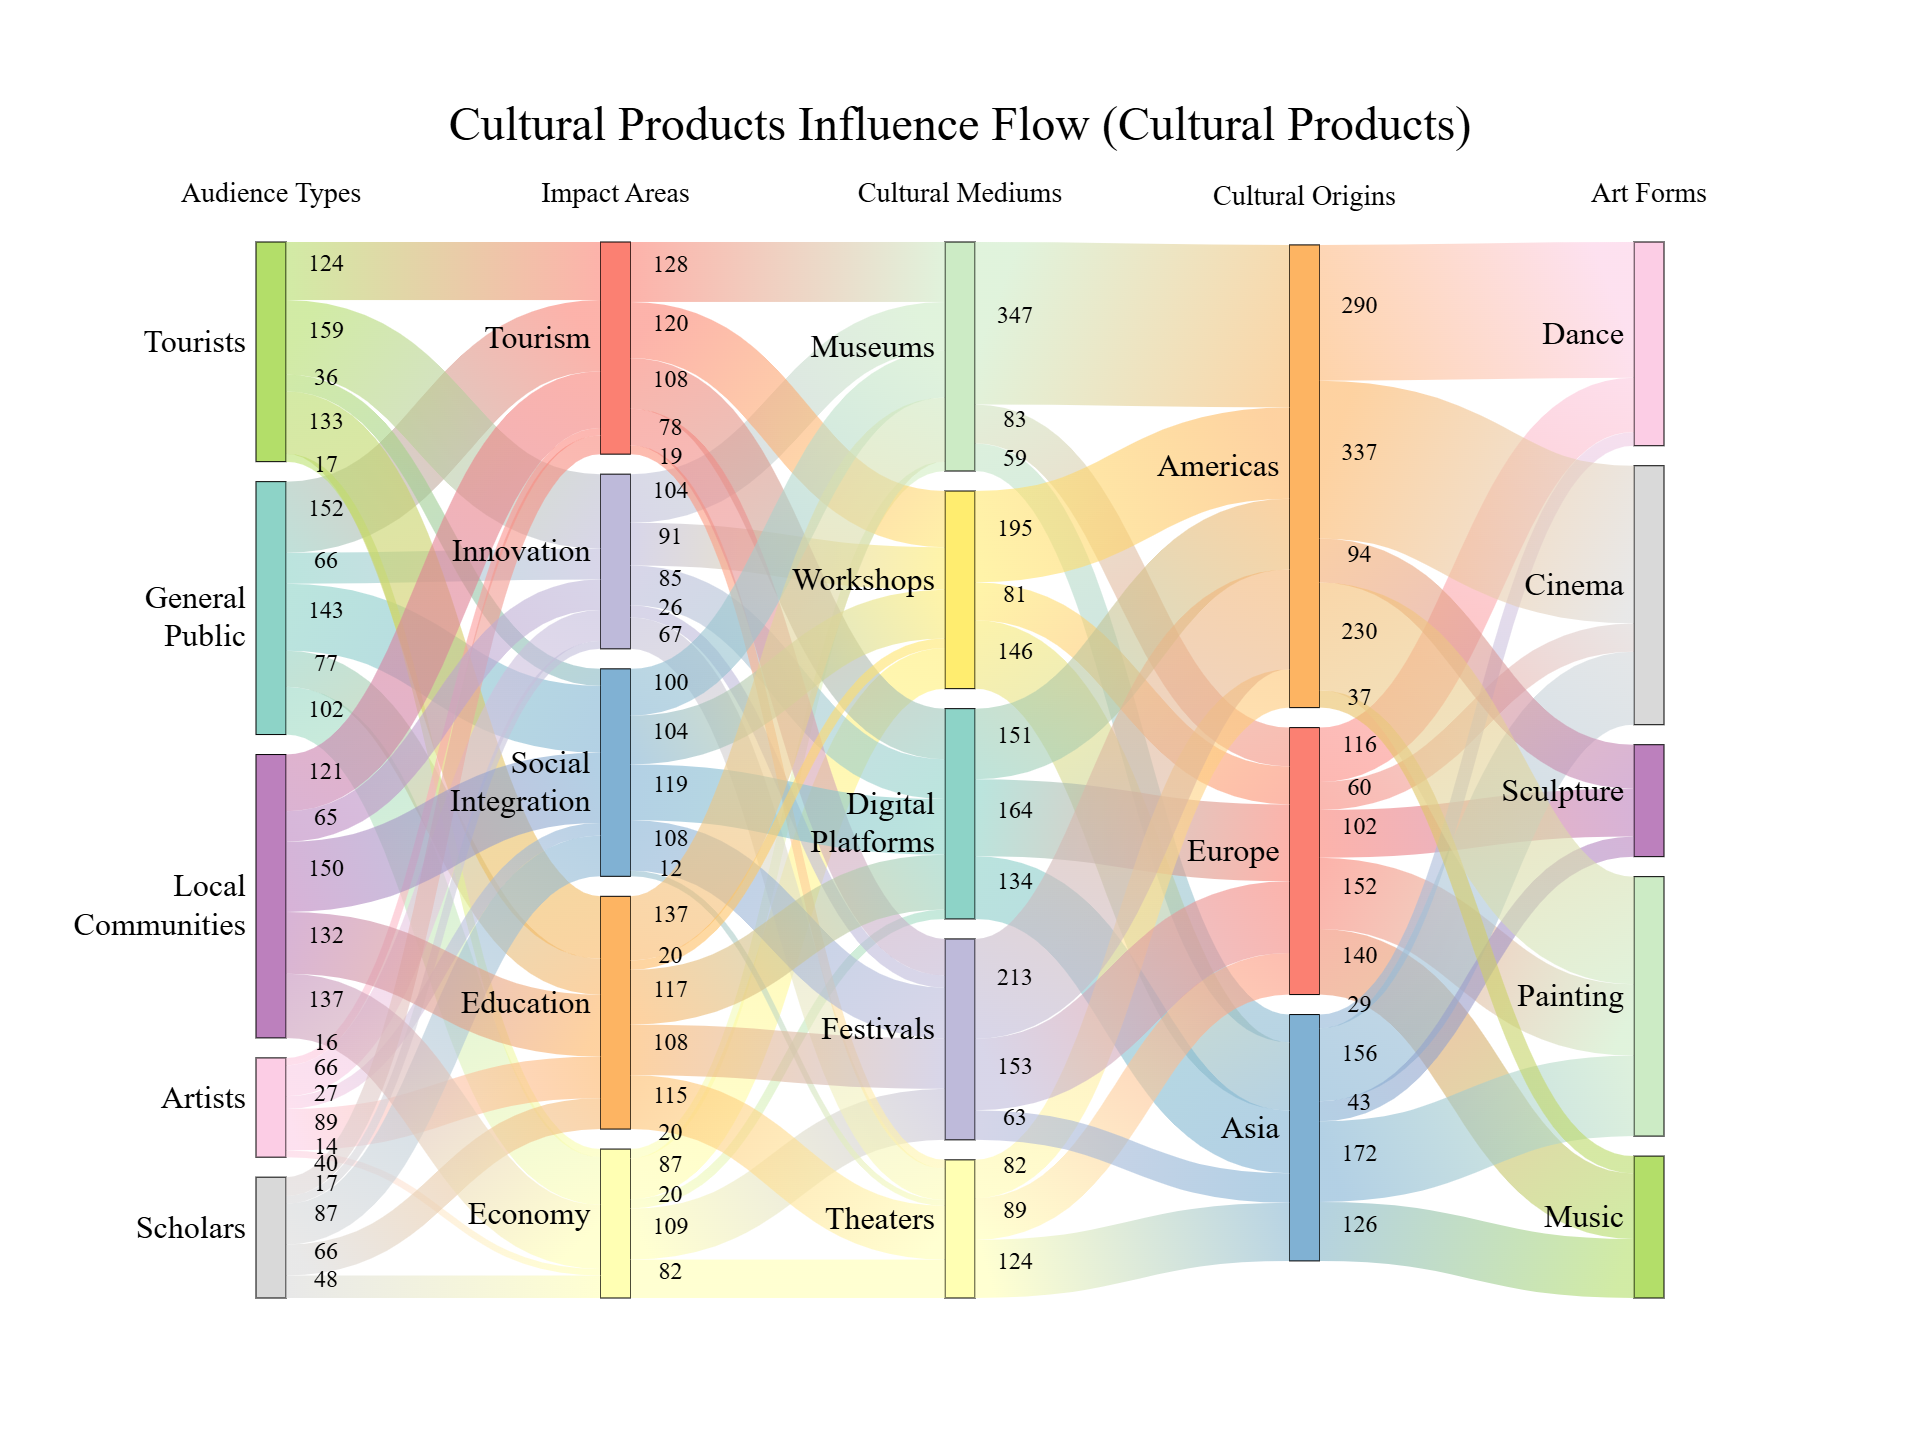 Cultural Products Influence Flow (Cultural Products)
Audience Types
Impact Areas
Cultural Mediums
Cultural Origins
Art Forms
Tourists
124
159
36
133
17
General
Public
152
66
143
77
102
Local
Communities
121
65
150
132
137
Artists
16
66
27
89
14
Scholars
40
17
87
66
48
Tourism
128
120
108
78
19
Innovation
104
91
85
26
67
Social
Integration
100
104
119
108
12
Education
137
20
117
108
115
Economy
20
87
20
109
82
Museums
347
83
59
Workshops
195
81
146
Digital
Platforms
151
164
134
Festivals
213
153
63
Theaters
82
89
124
Americas
290
337
94
230
37
Europe
116
60
102
152
140
Asia
29
156
43
172
126
Dance
Cinema
Sculpture
Painting
Music